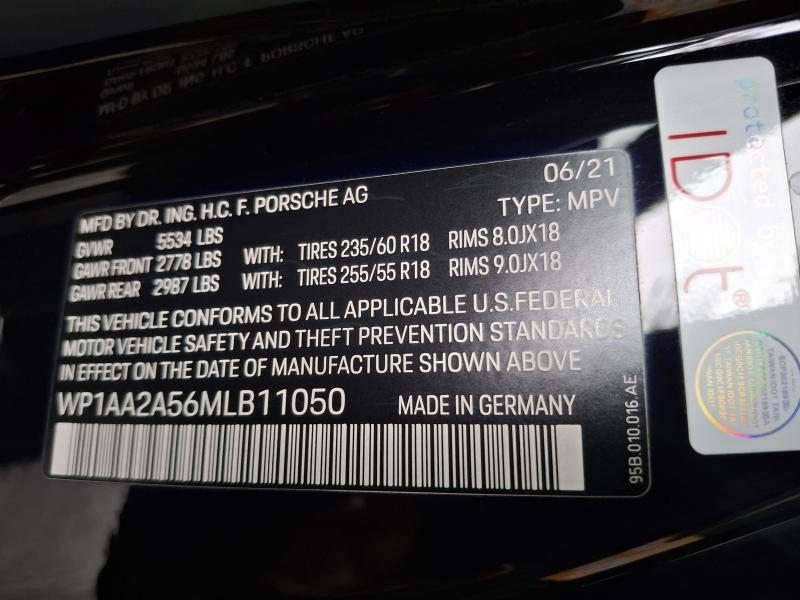 06/21
MFD BY DR. ING. H.C. F. PORSCHE AG
TYPE: MPV
GVWR 5534 LBS
GAWR FRONT 2778 LBS WITH: TIRES 235/60 R18 RIMS 8.0JX18
GAWR REAR 2987 LBS WITH: TIRES 255/55 R18 RIMS 9.0JX18
THIS VEHICLE CONFORMS TO ALL APPLICABLE U.S.FEDERAL
MOTOR VEHICLE SAFETY AND THEFT PREVENTION STANDARDS
IN EFFECT ON THE DATE OF MANUFACTURE SHOWN ABOVE
WP1AA2A56MLB11050 MADE IN GERMANY
95B.010.016.AE
protected by
IDot®